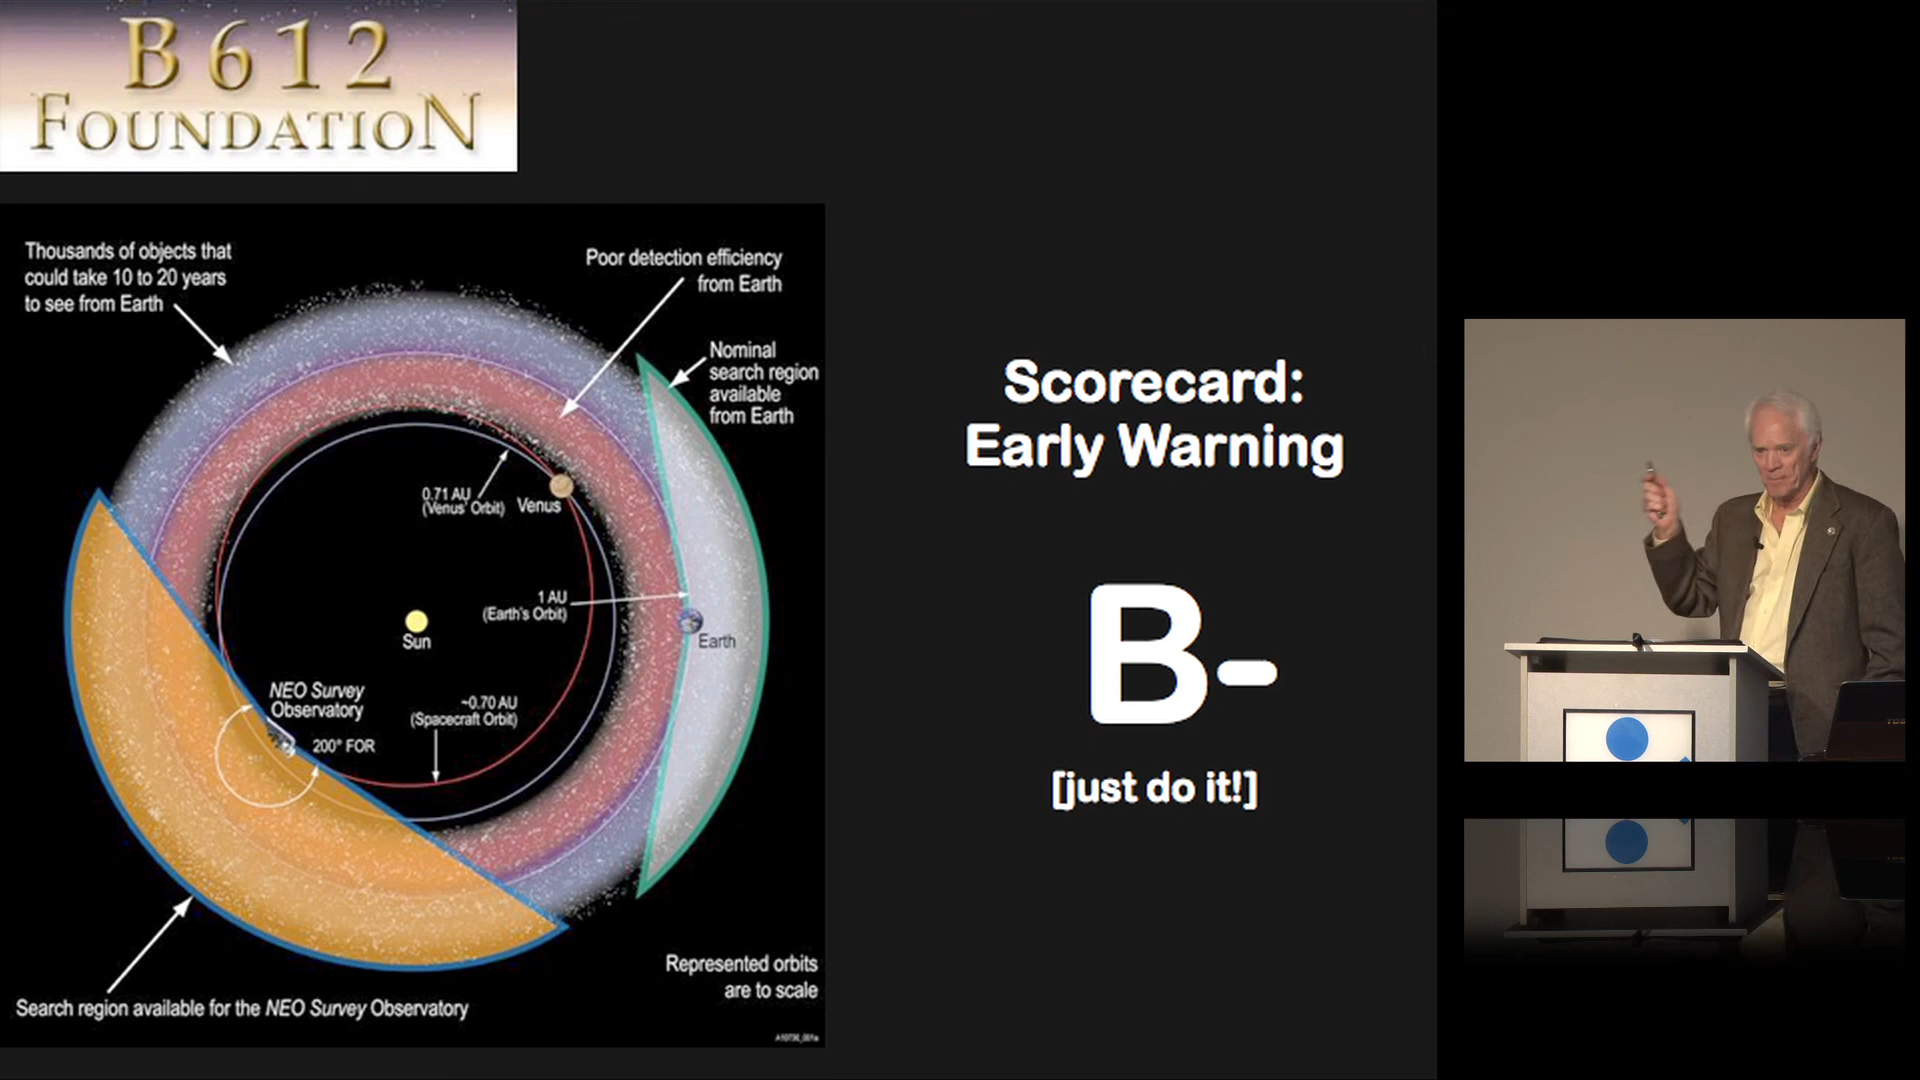 B 6 1 2
FOUNDATION
Thousands of objects that
could take 10 to 20 years
to see from Earth
Poor detection efficiency
from Earth
Nominal
search region
available
from Earth
0.71 AU
(Venus' Orbit)
Venus
1 AU
(Earth's Orbit)
Earth
Sun
NEO Survey
Observatory
200° FOR
~0.70 AU
(Spacecraft Orbit)
Search region available for the NEO Survey Observatory
Represented orbits
are to scale
Scorecard:
Early Warning
B-
[just do it!]